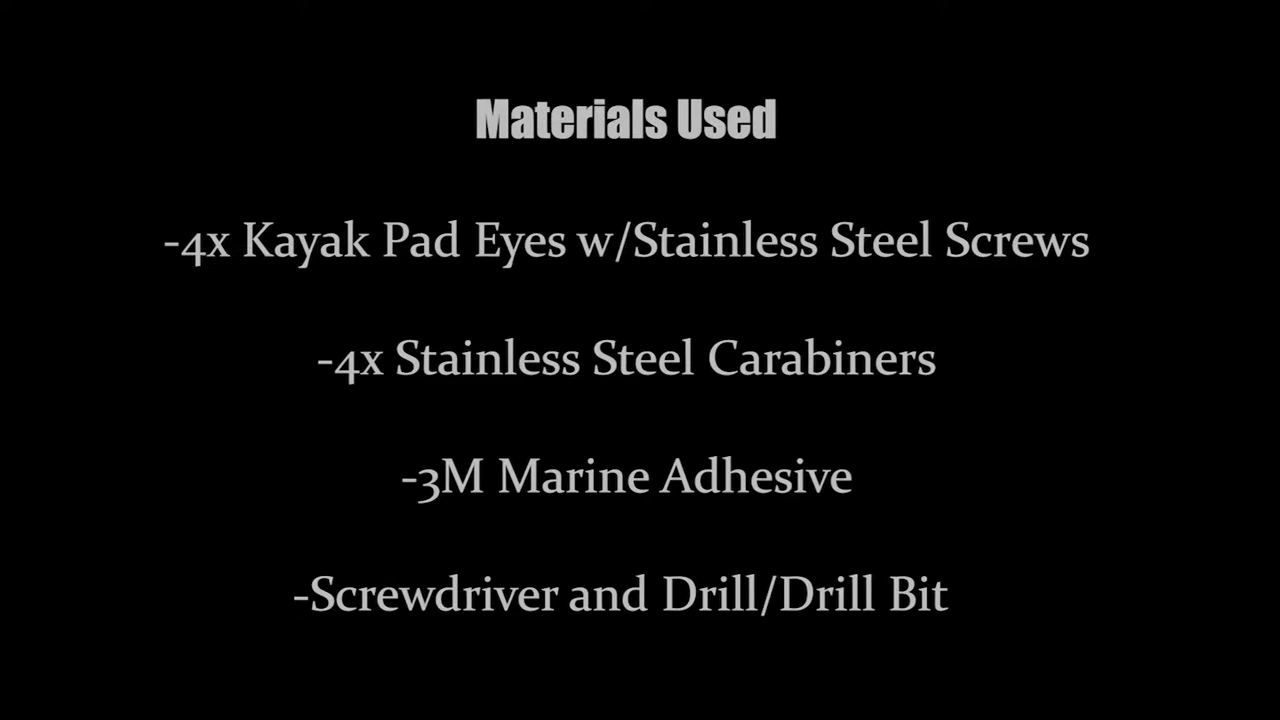 Materials Used
-4x Kayak Pad Eyes w/Stainless Steel Screws
-4x Stainless Steel Carabiners
-3M Marine Adhesive
-Screwdriver and Drill/Drill Bit